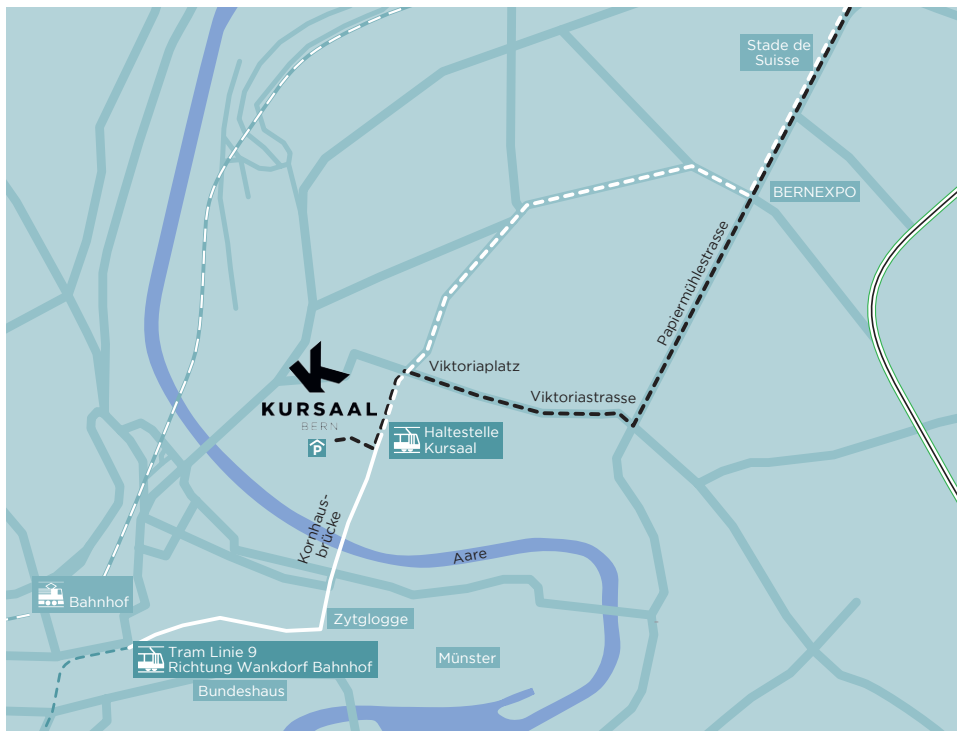 Stade de
Suisse
BERNEXPO
Papiermühlestrasse
Viktoriaplatz
Viktoriastrasse
KURSAAL
BERN
P
Haltestelle
Kursaal
Kornhaus-
brücke
Aare
Bahnhof
Zytglogge
Tram Linie 9
Richtung Wankdorf Bahnhof
Münster
Bundeshaus